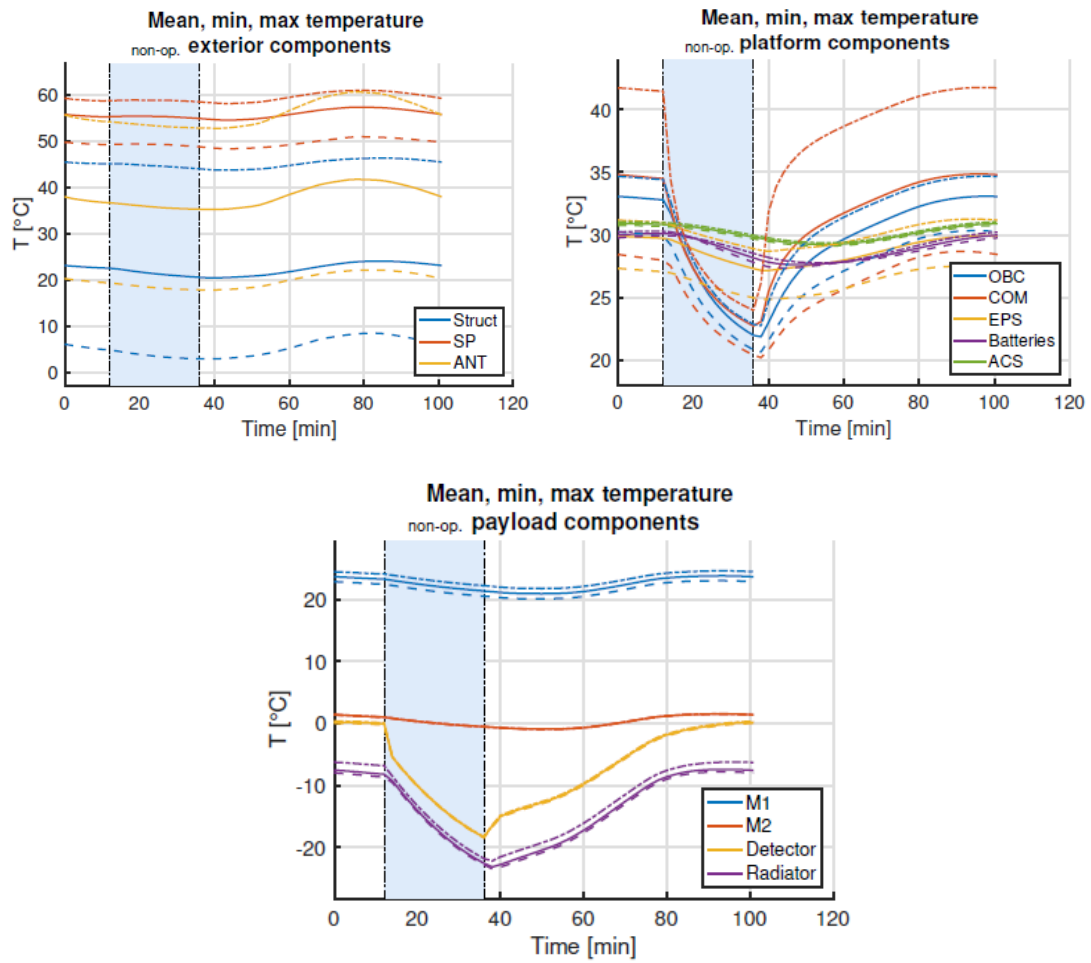 Mean, min, max temperature
non-op. exterior components
T [°C]
60
50
40
30
20
10
0
Struct
SP
ANT
0 20 40 60 80 100 120
Time [min]
Mean, min, max temperature
non-op. platform components
T [°C]
40
35
30
25
20
OBC
COM
EPS
Batteries
ACS
0 20 40 60 80 100 120
Time [min]
Mean, min, max temperature
non-op. payload components
T [°C]
20
10
0
-10
-20
M1
M2
Detector
Radiator
0 20 40 60 80 100 120
Time [min]